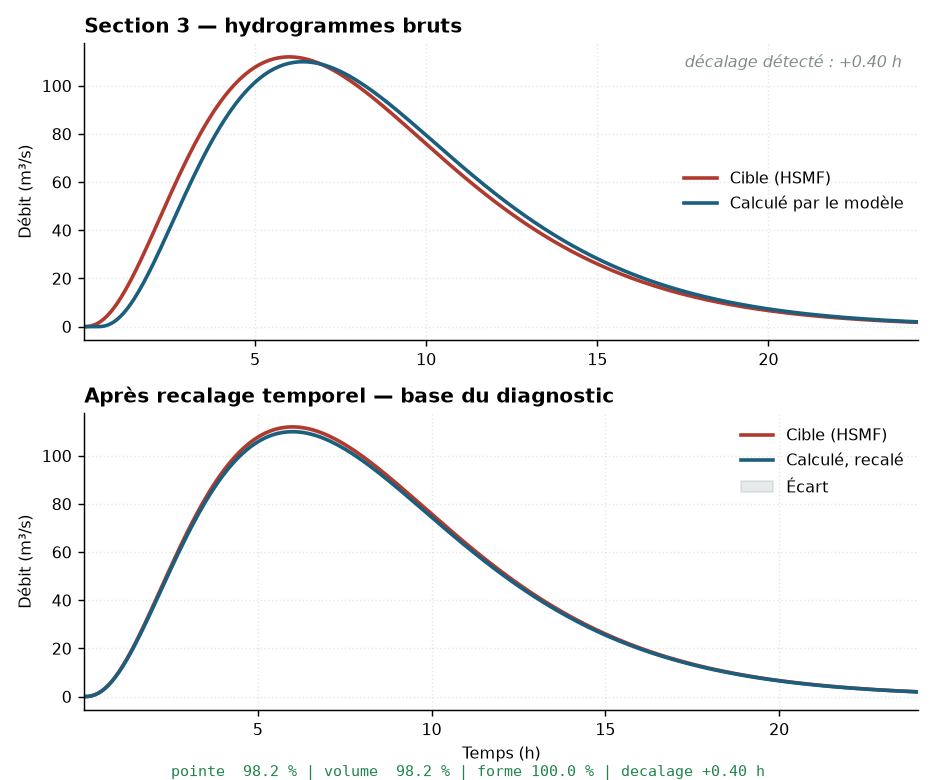 Section 3 — hydrogrammes bruts
décalage détecté : +0.40 h
Débit (m³/s)
100
80
60
40
20
0
Cible (HSMF)
Calculé par le modèle
5 10 15 20
Après recalage temporel — base du diagnostic
Débit (m³/s)
100
80
60
40
20
0
Cible (HSMF)
Calculé, recalé
Écart
5 10 15 20
Temps (h)
pointe  98.2 % | volume  98.2 % | forme 100.0 % | decalage +0.40 h